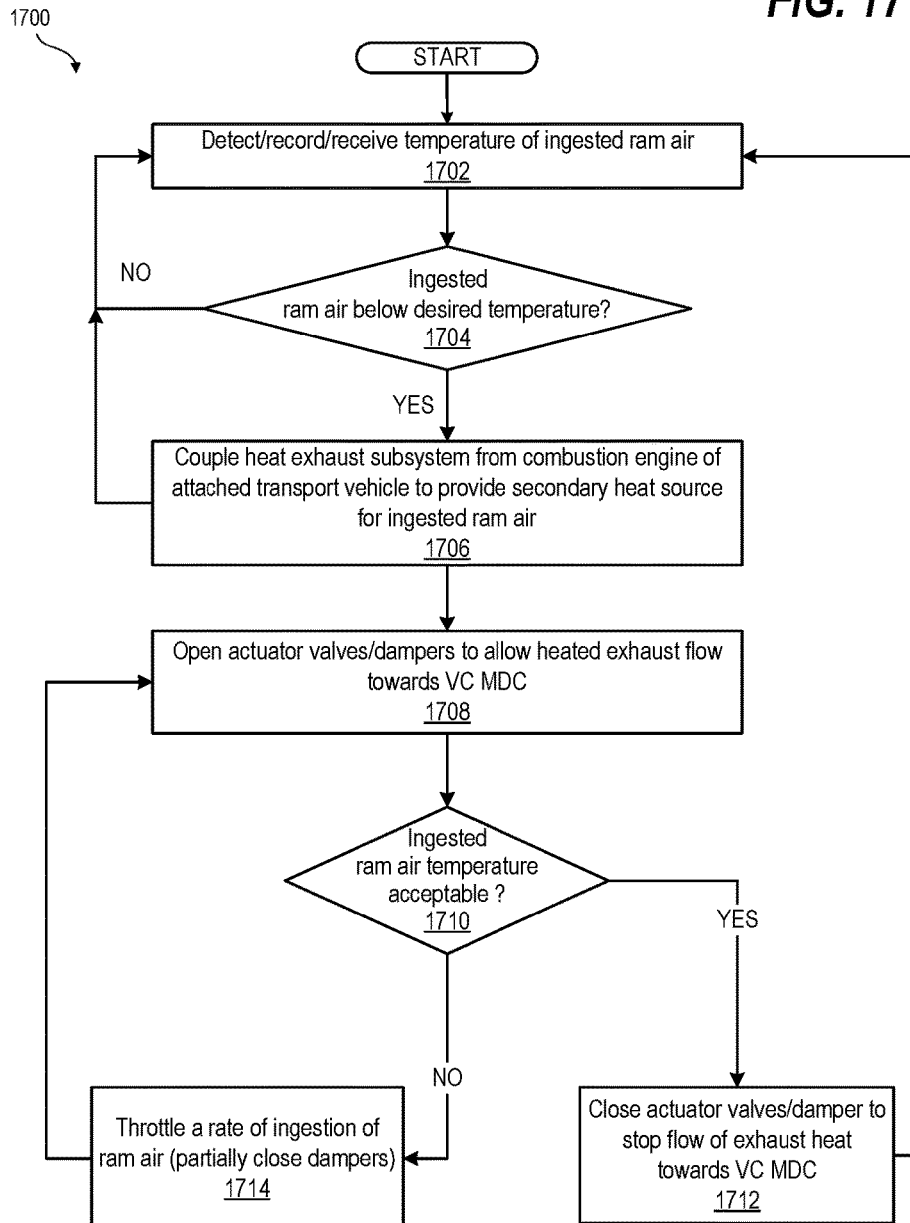 1700
FIG. 17
START
Detect/record/receive temperature of ingested ram air
1702
NO
Ingested
ram air below desired temperature?
1704
YES
Couple heat exhaust subsystem from combustion engine of
attached transport vehicle to provide secondary heat source
for ingested ram air
1706
Open actuator valves/dampers to allow heated exhaust flow
towards VC MDC
1708
Ingested
ram air temperature
acceptable ?
1710
YES
NO
Throttle a rate of ingestion of
ram air (partially close dampers)
1714
Close actuator valves/damper to
stop flow of exhaust heat
towards VC MDC
1712